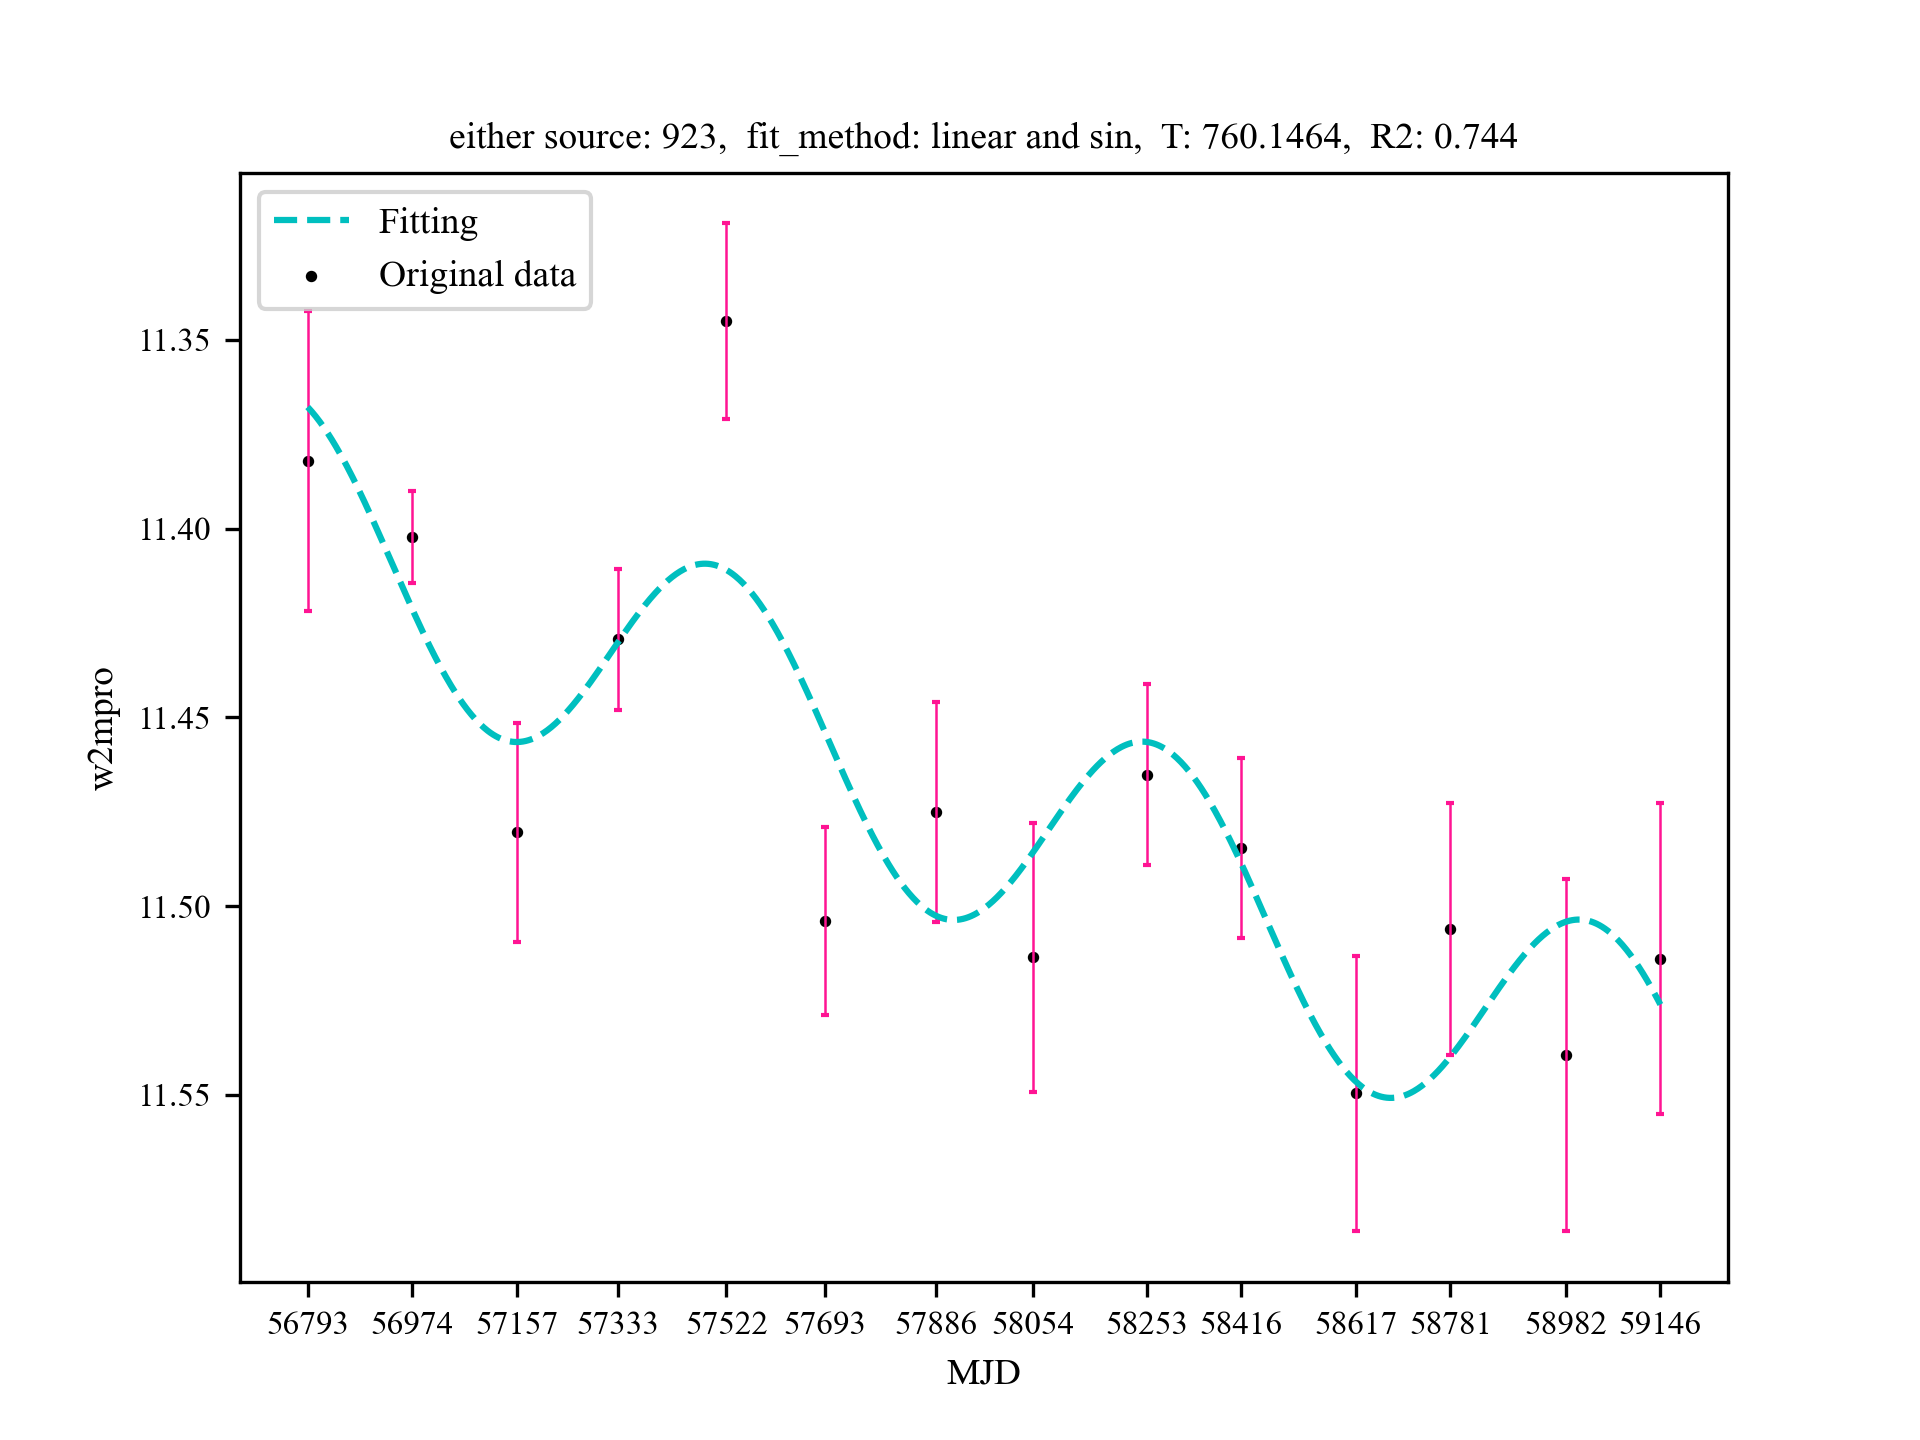 either source: 923, fit_method: linear and sin, T: 760.1464, R2: 0.744
Fitting
Original data
11.35
11.40
11.45
11.50
11.55
w2mpro
56793 56974 57157 57333 57522 57693 57886 58054 58253 58416 58617 58781 58982 59146
MJD